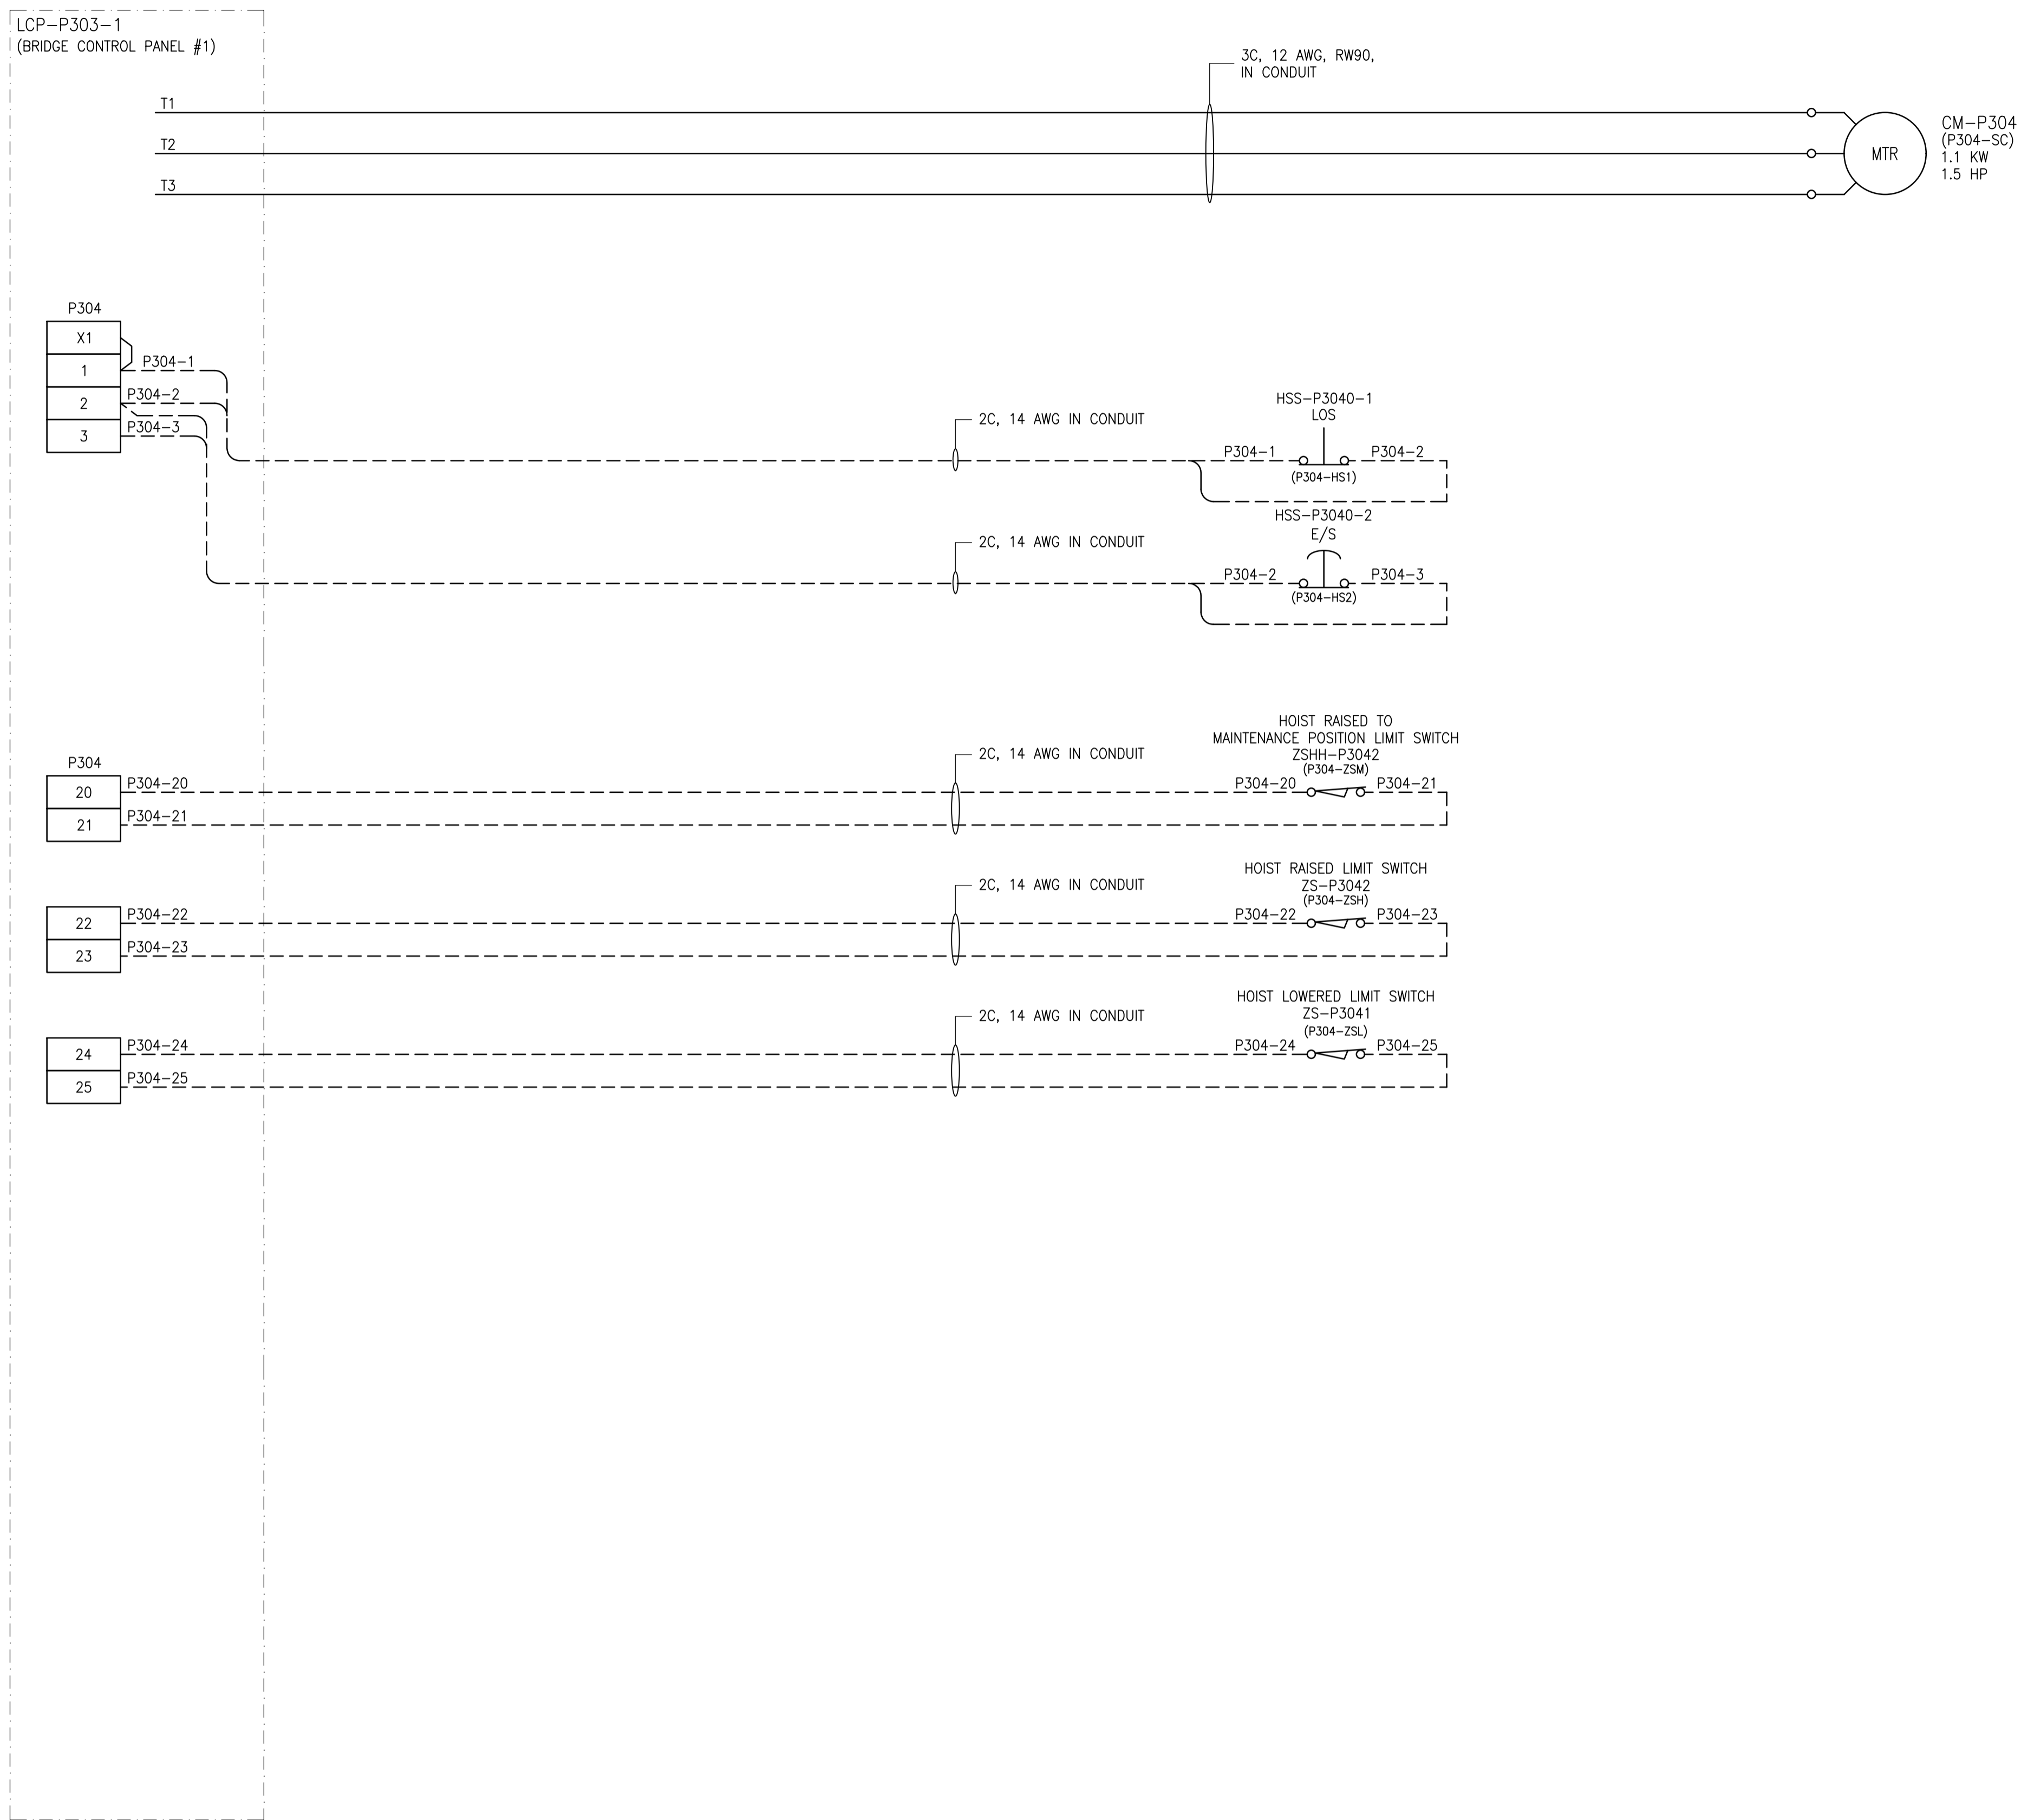 LCP-P303-1
(BRIDGE CONTROL PANEL #1)
3C, 12 AWG, RW90,
IN CONDUIT
T1
T2
T3
MTR
CM-P304
(P304-SC)
1.1 KW
1.5 HP
P304
X1
1
2
3
P304-1
P304-2
P304-3
2C, 14 AWG IN CONDUIT
HSS-P3040-1
LOS
P304-1
P304-2
(P304-HS1)
2C, 14 AWG IN CONDUIT
HSS-P3040-2
E/S
P304-2
P304-3
(P304-HS2)
P304
20
21
P304-20
P304-21
2C, 14 AWG IN CONDUIT
HOIST RAISED TO
MAINTENANCE POSITION LIMIT SWITCH
ZSHH-P3042
(P304-ZSM)
P304-20
P304-21
22
23
P304-22
P304-23
2C, 14 AWG IN CONDUIT
HOIST RAISED LIMIT SWITCH
ZS-P3042
(P304-ZSH)
P304-22
P304-23
24
25
P304-24
P304-25
2C, 14 AWG IN CONDUIT
HOIST LOWERED LIMIT SWITCH
ZS-P3041
(P304-ZSL)
P304-24
P304-25